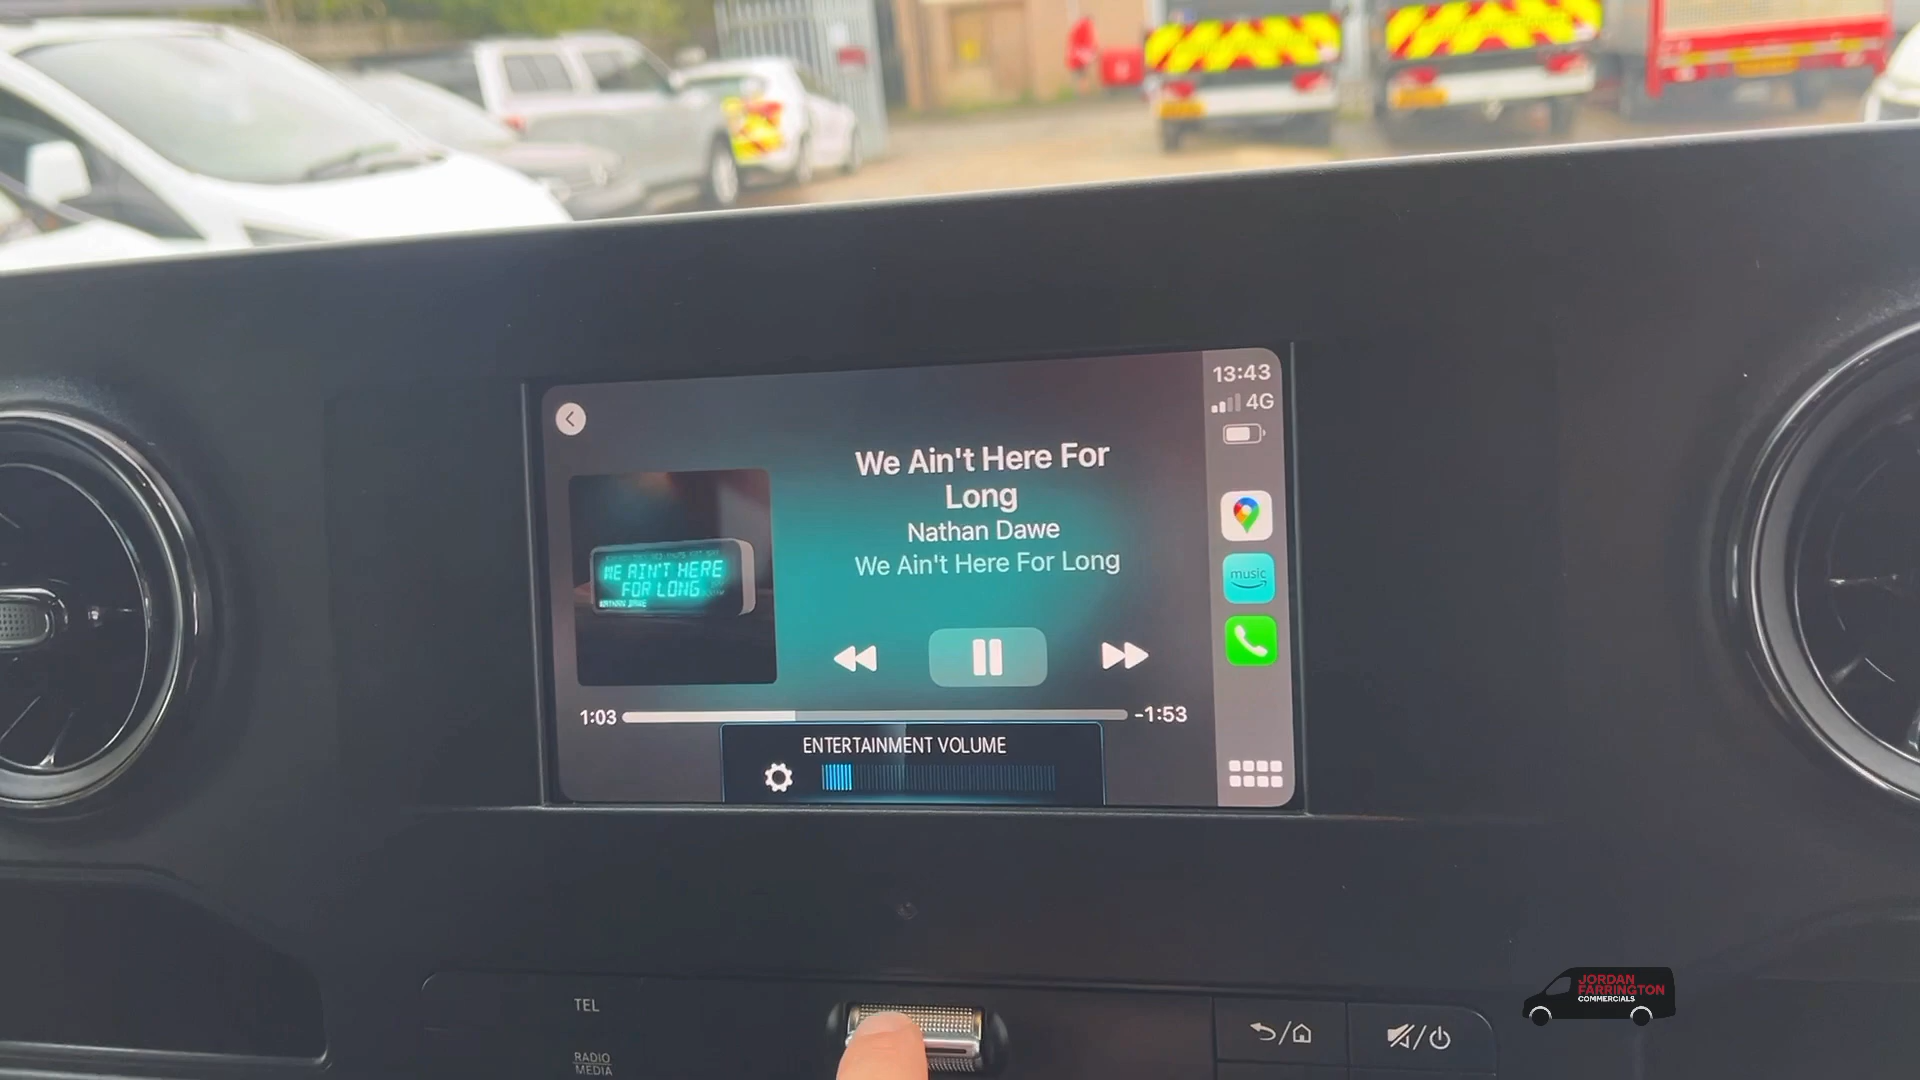 13:43
4G
We Ain't Here For
Long
Nathan Dawe
We Ain't Here For Long
WE AIN'T HERE
FOR LONG
NATHAN DAWE
music
1:03
-1:53
ENTERTAINMENT VOLUME
TEL
RADIO
MEDIA
JORDAN
FARRINGTON
COMMERCIALS